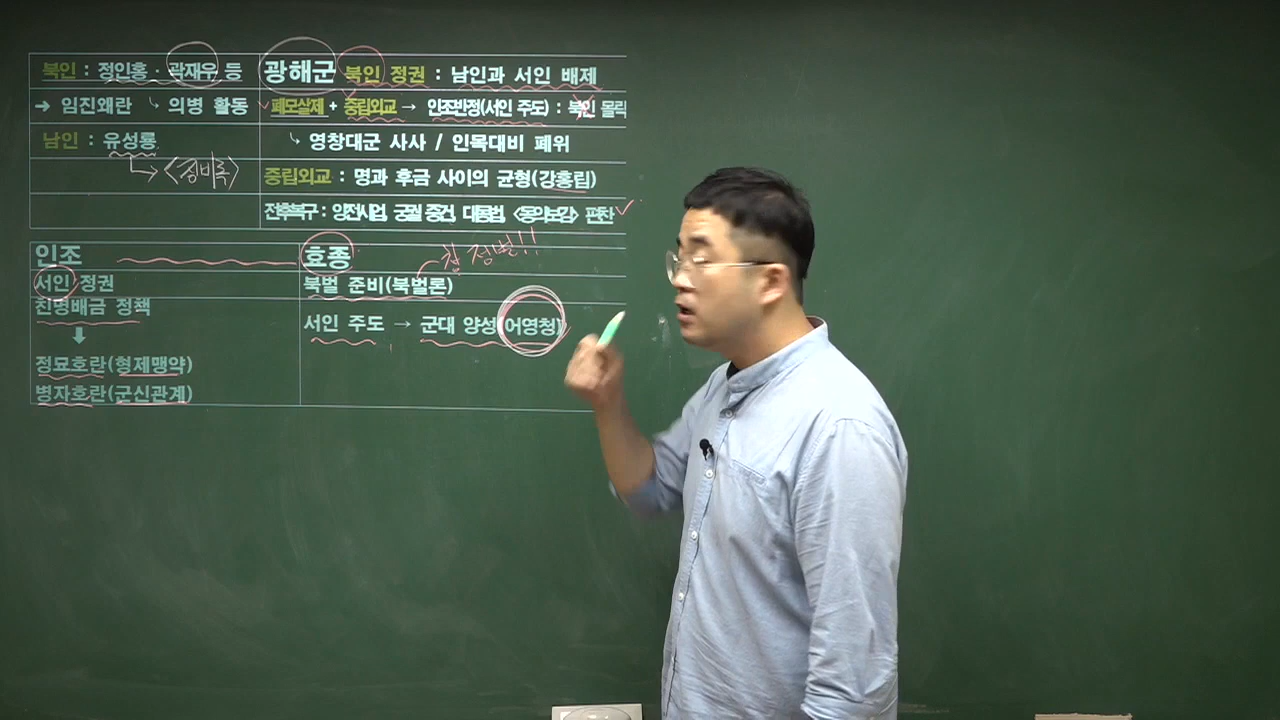 북인 : 정인홍 · 곽재우 등
➔ 임진왜란 ↳ 의병 활동
남인 : 유성룡
<징비록>
광해군 북인 정권 : 남인과 서인 배제
폐모살제 + 중립외교 → 인조반정(서인 주도) : 북인 몰락
↳ 영창대군 사사 / 인목대비 폐위
중립외교 : 명과 후금 사이의 균형(강홍립)
전후복구 : 양전사업, 궁궐 중건, 대동법, <동의보감> 편찬
인조
서인 정권
친명배금 정책
정묘호란(형제맹약)
병자호란(군신관계)
효종
청 정벌!!
북벌 준비(북벌론)
서인 주도 → 군대 양성(어영청)